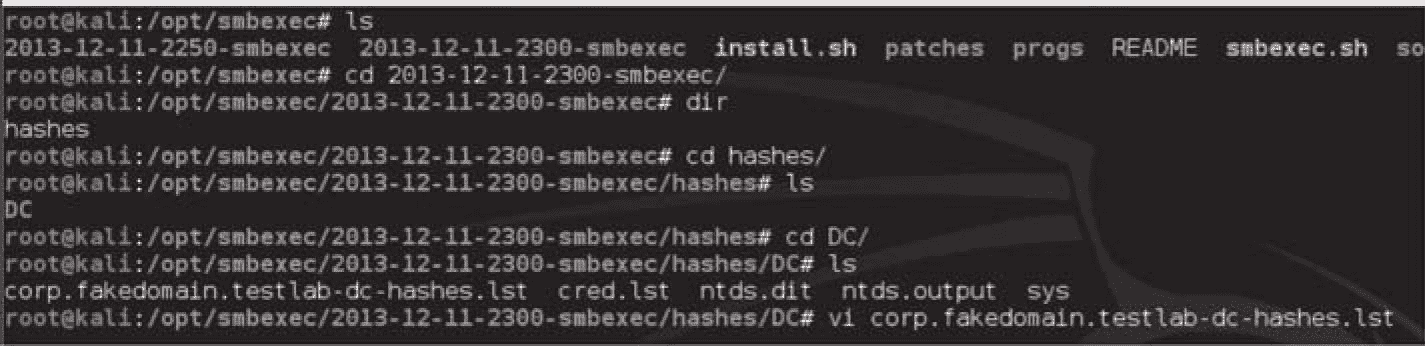 root@kali:/opt/smbexec# ls
2013-12-11-2250-smbexec  2013-12-11-2300-smbexec  install.sh  patches  progs  README  smbexec.sh  so
root@kali:/opt/smbexec# cd 2013-12-11-2300-smbexec/
root@kali:/opt/smbexec/2013-12-11-2300-smbexec# dir
hashes
root@kali:/opt/smbexec/2013-12-11-2300-smbexec# cd hashes/
root@kali:/opt/smbexec/2013-12-11-2300-smbexec/hashes# ls
DC
root@kali:/opt/smbexec/2013-12-11-2300-smbexec/hashes# cd DC/
root@kali:/opt/smbexec/2013-12-11-2300-smbexec/hashes/DC# ls
corp.fakedomain.testlab-dc-hashes.lst  cred.lst  ntds.dit  ntds.output  sys
root@kali:/opt/smbexec/2013-12-11-2300-smbexec/hashes/DC# vi corp.fakedomain.testlab-dc-hashes.lst